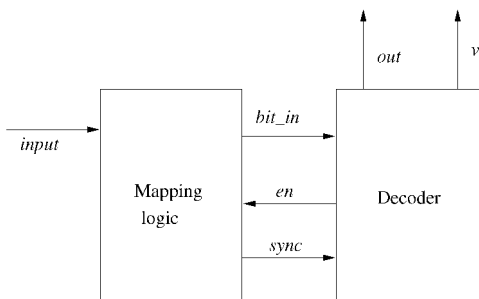 out
v
input
bit_in
Mapping
logic
en
Decoder
sync